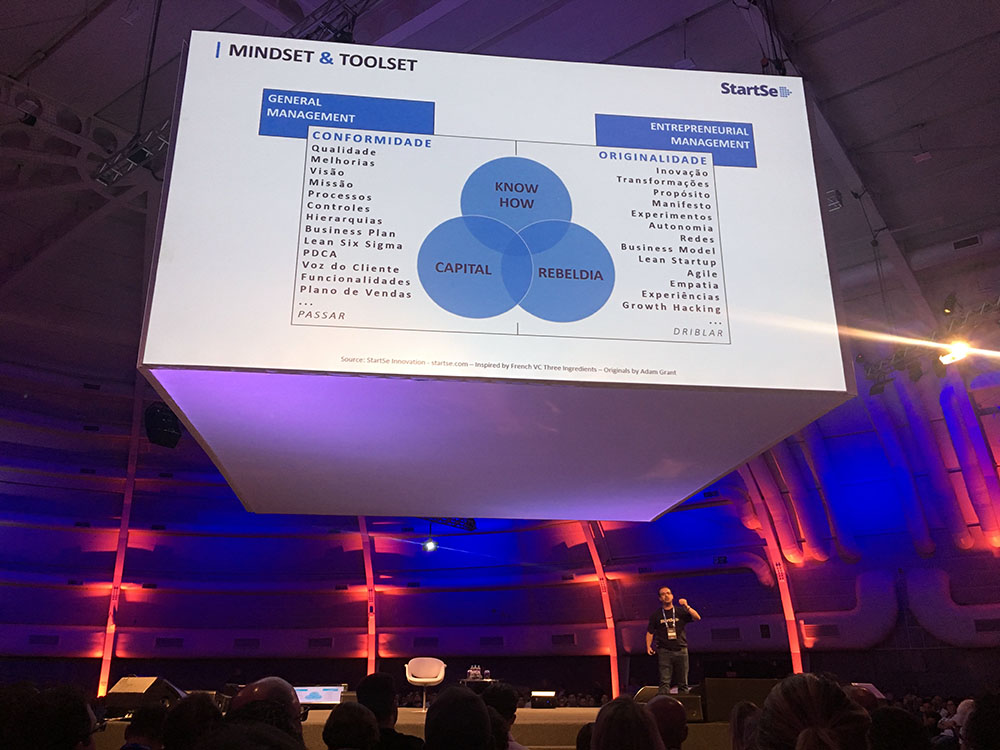 MINDSET & TOOLSET
StartSe
GENERAL
MANAGEMENT
CONFORMIDADE
Qualidade
Melhorias
Visão
Missão
Processos
Controles
Hierarquias
Business Plan
Lean Six Sigma
PDCA
Voz do Cliente
Funcionalidades
Plano de Vendas
...
PASSAR
KNOW
HOW
CAPITAL
REBELDIA
ENTREPRENEURIAL
MANAGEMENT
ORIGINALIDADE
Inovação
Transformações
Propósito
Manifesto
Experimentos
Autonomia
Redes
Business Model
Lean Startup
Agile
Empatia
Experiências
Growth Hacking
...
DRIBLAR
Source: StartSe Innovation - startse.com – Inspired by French VC Three Ingredients – Originals by Adam Grant